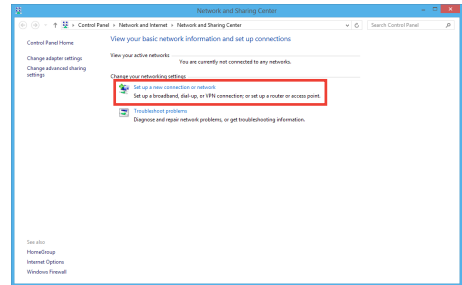 Network and Sharing Center
Control Panel › Network and Internet › Network and Sharing Center
Search Control Panel
Control Panel Home
Change adapter settings
Change advanced sharing
settings
View your basic network information and set up connections
View your active networks
You are currently not connected to any networks.
Change your networking settings
Set up a new connection or network
Set up a broadband, dial-up, or VPN connection; or set up a router or access point.
Troubleshoot problems
Diagnose and repair network problems, or get troubleshooting information.
See also
HomeGroup
Internet Options
Windows Firewall